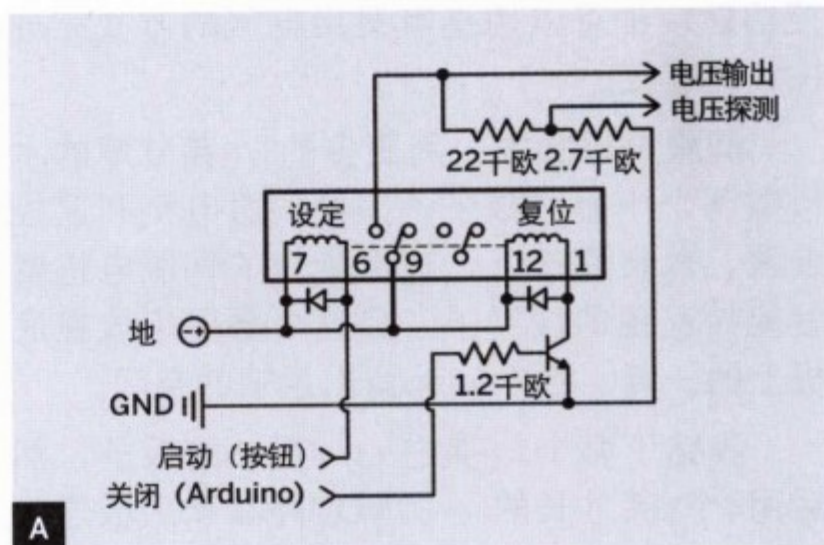 电压输出
电压探测
22千欧 2.7千欧
设定 复位
7 6 9 12 1
地
1.2千欧
GND
启动（按钮）
关闭 (Arduino)
A